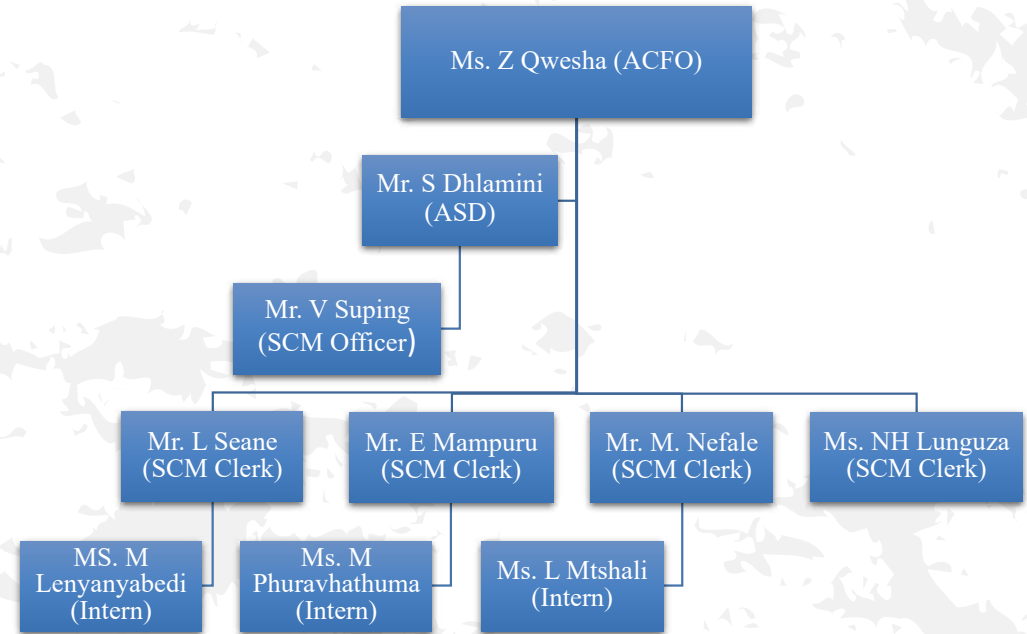 Ms. Z Qwesha (ACFO)
Mr. S Dhlamini
(ASD)
Mr. V Suping
(SCM Officer)
Mr. L Seane
(SCM Clerk)
Mr. E Mampuru
(SCM Clerk)
Mr. M. Nefale
(SCM Clerk)
Ms. NH Lunguza
(SCM Clerk)
MS. M
Lenyanyabedi
(Intern)
Ms. M
Phuravhathuma
(Intern)
Ms. L Mtshali
(Intern)